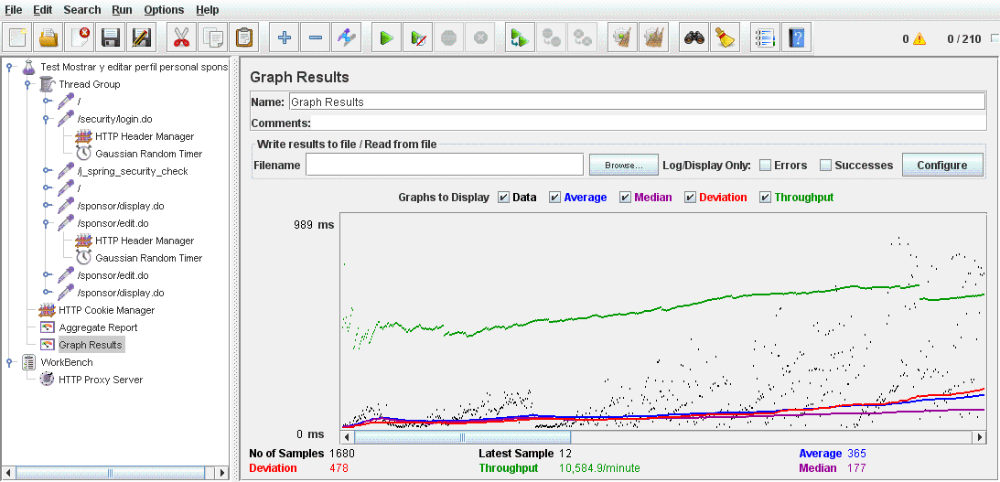 File Edit Search Run Options Help
0 0 / 210
Test Mostrar y editar perfil personal spons
Thread Group
/
/security/login.do
HTTP Header Manager
Gaussian Random Timer
/j_spring_security_check
/
/sponsor/display.do
/sponsor/edit.do
HTTP Header Manager
Gaussian Random Timer
/sponsor/edit.do
/sponsor/display.do
HTTP Cookie Manager
Aggregate Report
Graph Results
WorkBench
HTTP Proxy Server
Graph Results
Name: Graph Results
Comments:
Write results to file / Read from file
Filename Browse... Log/Display Only: Errors Successes Configure
Graphs to Display Data Average Median Deviation Throughput
989 ms
0 ms
No of Samples 1680 Latest Sample 12 Average 365
Deviation 478 Throughput 10,584.9/minute Median 177